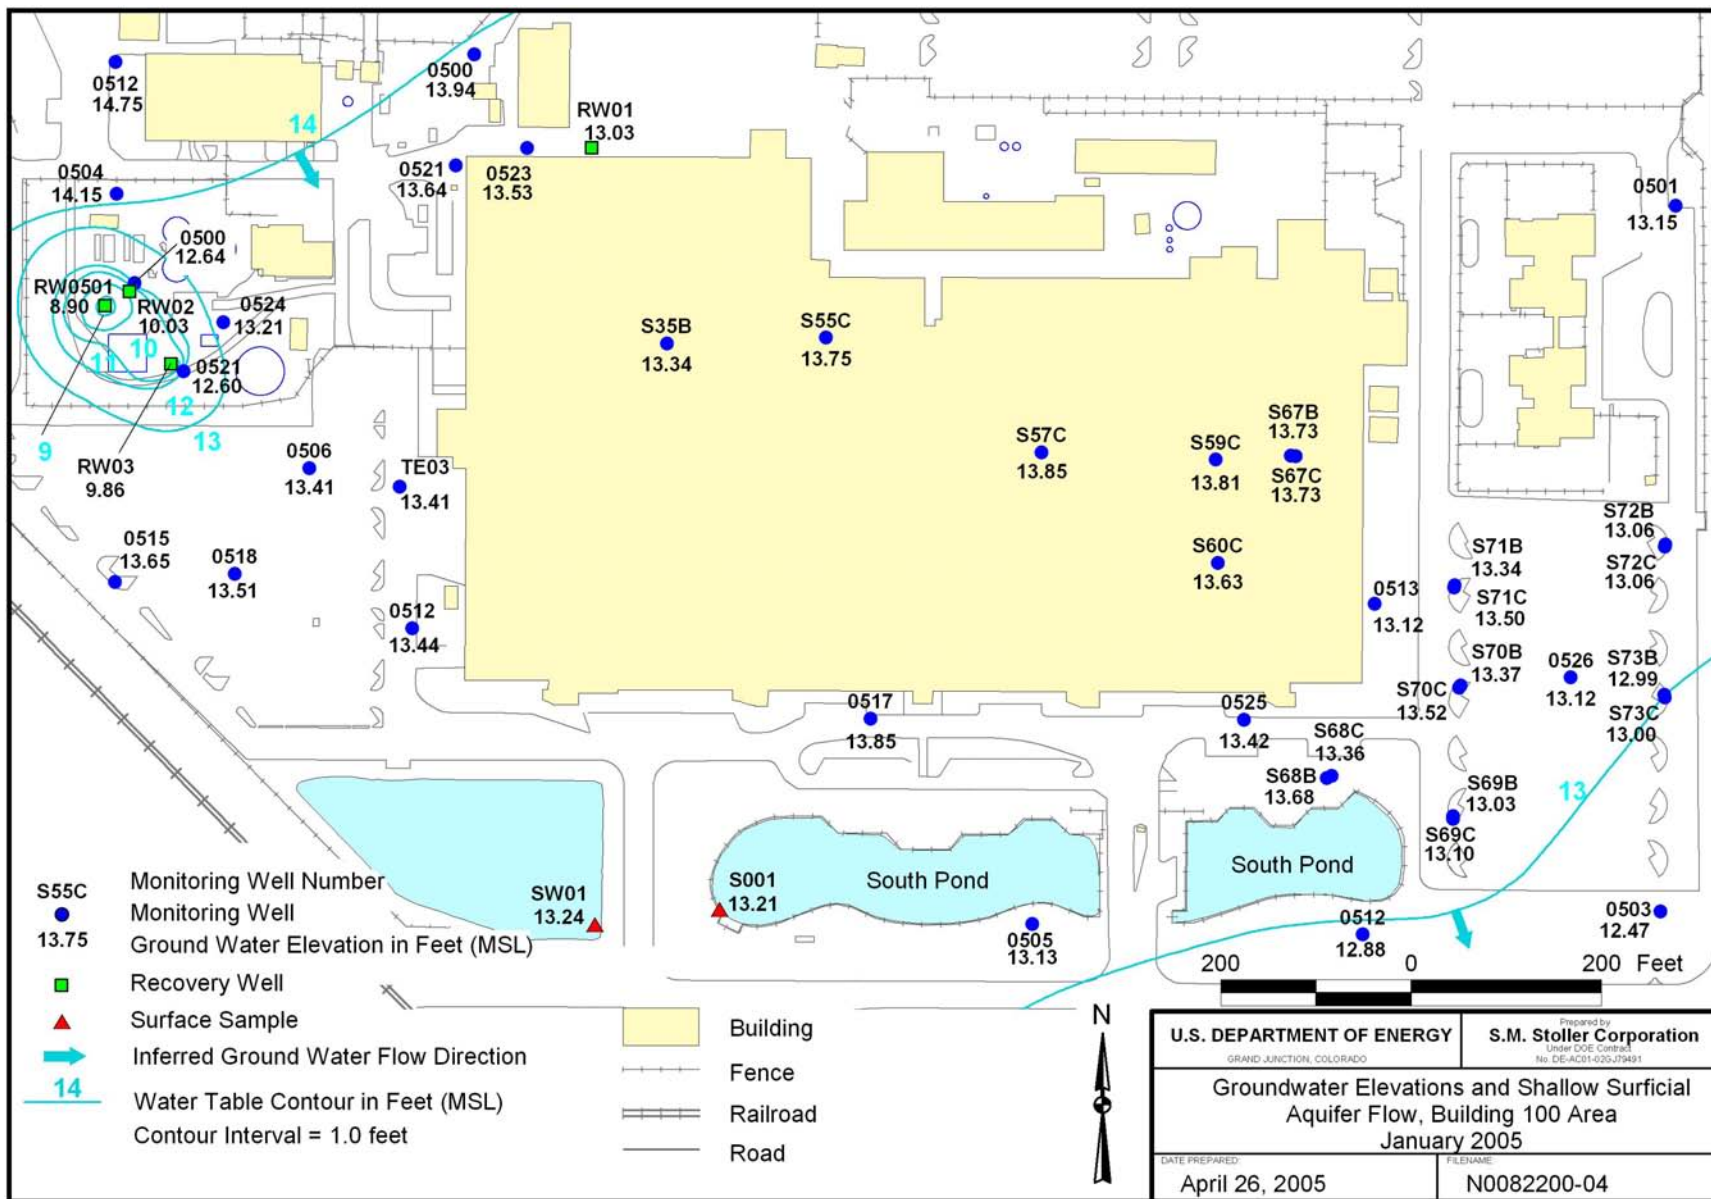 0512
14.75
0500
13.94
RW01
13.03
14
0521
13.64
0523
13.53
0504
14.15
0501
13.15
0500
12.64
RW0501
8.90
RW02
10.03
0524
13.21
11
10
0521
12.60
12
13
9
RW03
9.86
S35B
13.34
S55C
13.75
S57C
13.85
S59C
13.81
S67B
13.73
S67C
13.73
0506
13.41
TE03
13.41
0515
13.65
0518
13.51
0512
13.44
S60C
13.63
S72B
13.06
S72C
13.06
S71B
13.34
S71C
13.50
0513
13.12
S70B
13.37
S70C
13.52
0526
13.12
S73B
12.99
S73C
13.00
0517
13.85
0525
13.42
S68C
13.36
S68B
13.68
13
S69B
13.03
S69C
13.10
SW01
13.24
S001
13.21
South Pond
South Pond
0505
13.13
0512
12.88
0503
12.47
200 0 200 Feet
S55C
13.75
Monitoring Well Number
Monitoring Well
Ground Water Elevation in Feet (MSL)
Recovery Well
Surface Sample
Inferred Ground Water Flow Direction
14
Water Table Contour in Feet (MSL)
Contour Interval = 1.0 feet
Building
Fence
Railroad
Road
N
U.S. DEPARTMENT OF ENERGY
GRAND JUNCTION, COLORADO
Prepared by
S.M. Stoller Corporation
Under DOE Contract
No. DE-AC01-02GJ79491
Groundwater Elevations and Shallow Surficial
Aquifer Flow, Building 100 Area
January 2005
DATE PREPARED:
April 26, 2005
FILENAME:
N0082200-04